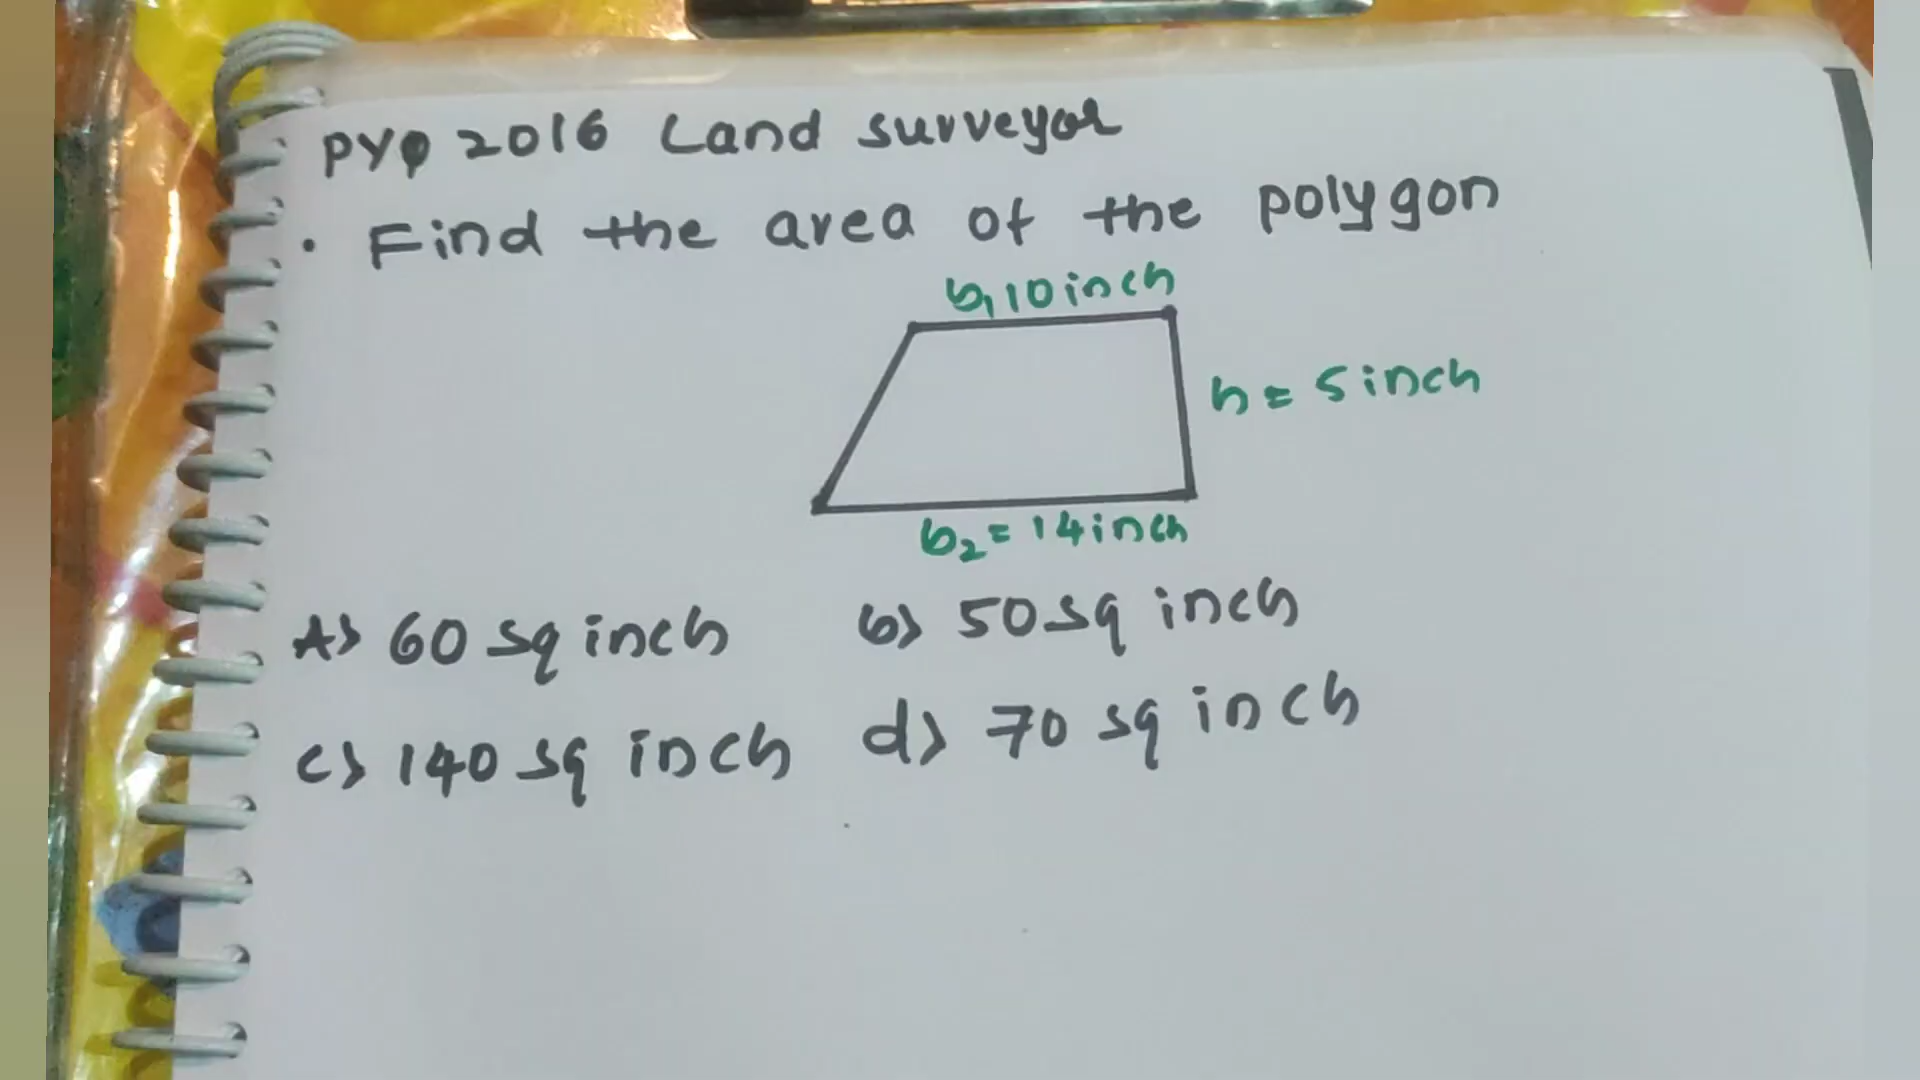 PYQ 2016 Land surveyor
• Find the area of the polygon
b₁ 10 inch
h = 5 inch
b₂ = 14 inch
A> 60 sq inch b> 50 sq inch
c> 140 sq inch d> 70 sq inch